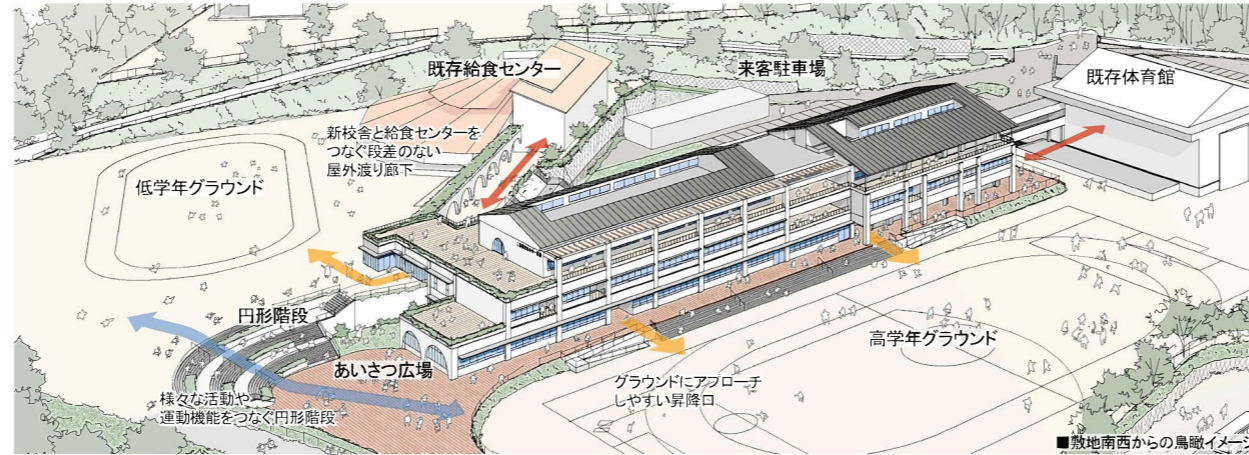 既存給食センター
来客駐車場
既存体育館
新校舎と給食センターを
つなぐ段差のない
屋外渡り廊下
低学年グラウンド
円形階段
あいさつ広場
高学年グラウンド
グラウンドにアプローチ
しやすい昇降口
様々な活動や
運動機能をつなぐ円形階段
■敷地南西からの鳥瞰イメージ